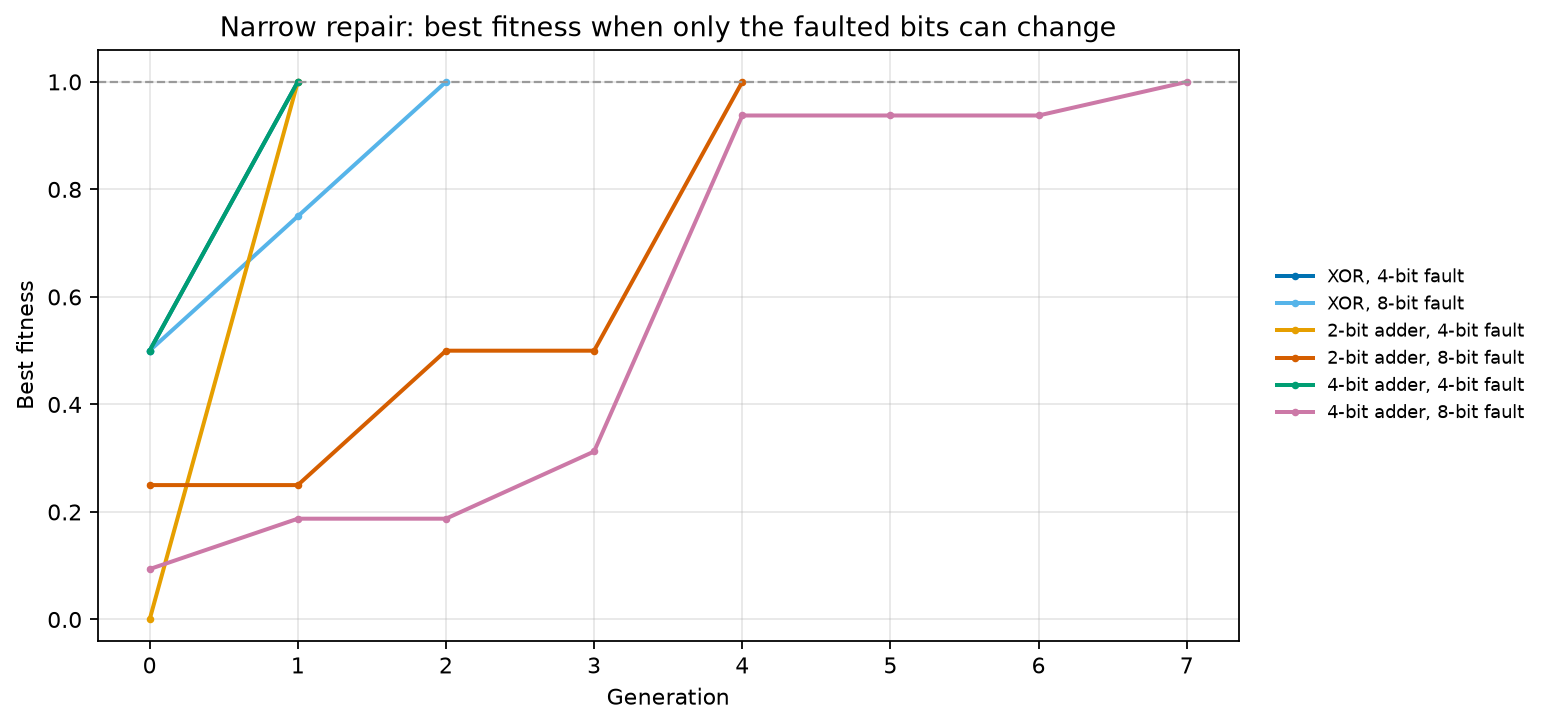 Narrow repair: best fitness when only the faulted bits can change
Best fitness
1.0
0.8
0.6
0.4
0.2
0.0
0 1 2 3 4 5 6 7
Generation
XOR, 4-bit fault
XOR, 8-bit fault
2-bit adder, 4-bit fault
2-bit adder, 8-bit fault
4-bit adder, 4-bit fault
4-bit adder, 8-bit fault